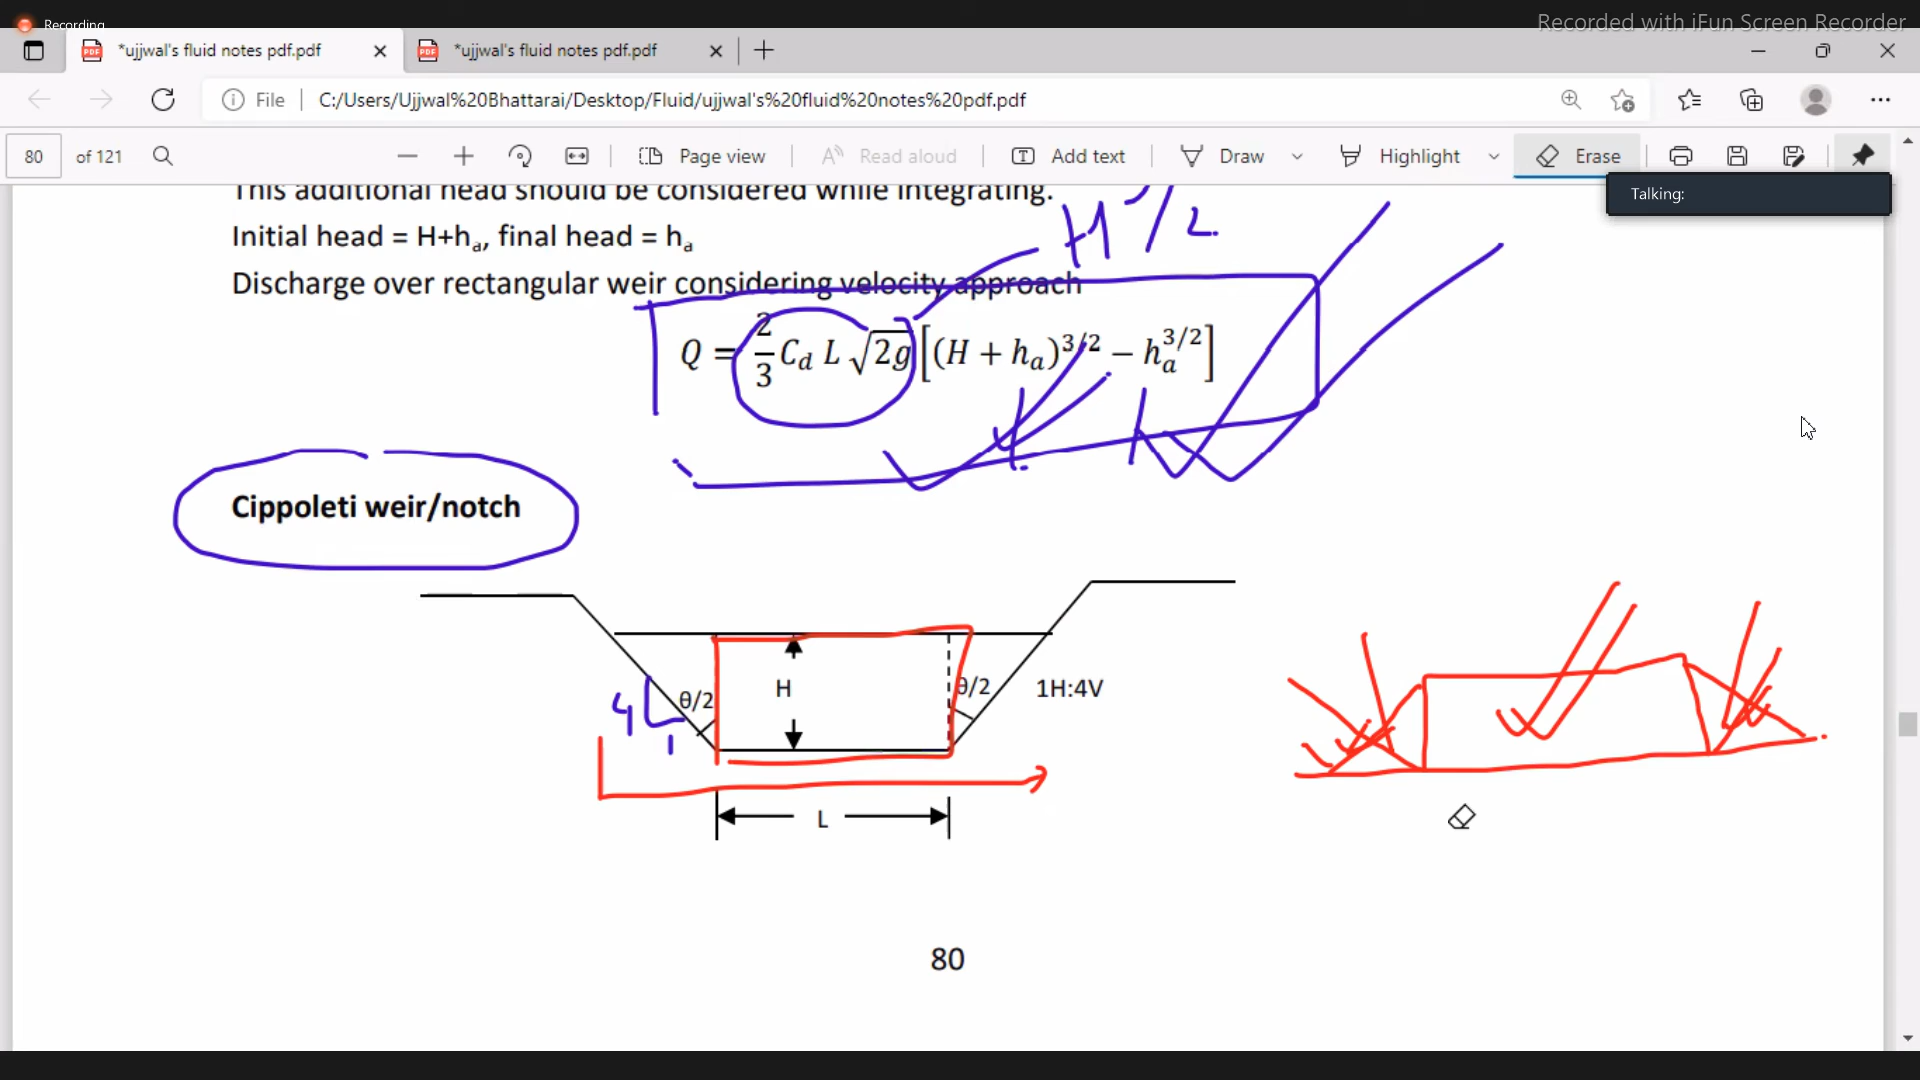 Recording
Recorded with iFun Screen Recorder
*ujjwal's fluid notes pdf.pdf
*ujjwal's fluid notes pdf.pdf
File
C:/Users/Ujjwal%20Bhattarai/Desktop/Fluid/ujjwal's%20fluid%20notes%20pdf.pdf
80 of 121
Page view
Read aloud
Add text
Draw
Highlight
Erase
Talking:
This additional head should be considered while integrating.
Initial head = H+hₐ, final head = hₐ
Discharge over rectangular weir considering velocity approach
H 3/2
Q = 2/3 C_d L √2g [(H + hₐ)^3/2 − hₐ^3/2]
Cippoleti weir/notch
θ/2
H
θ/2
1H:4V
4
1
L
80